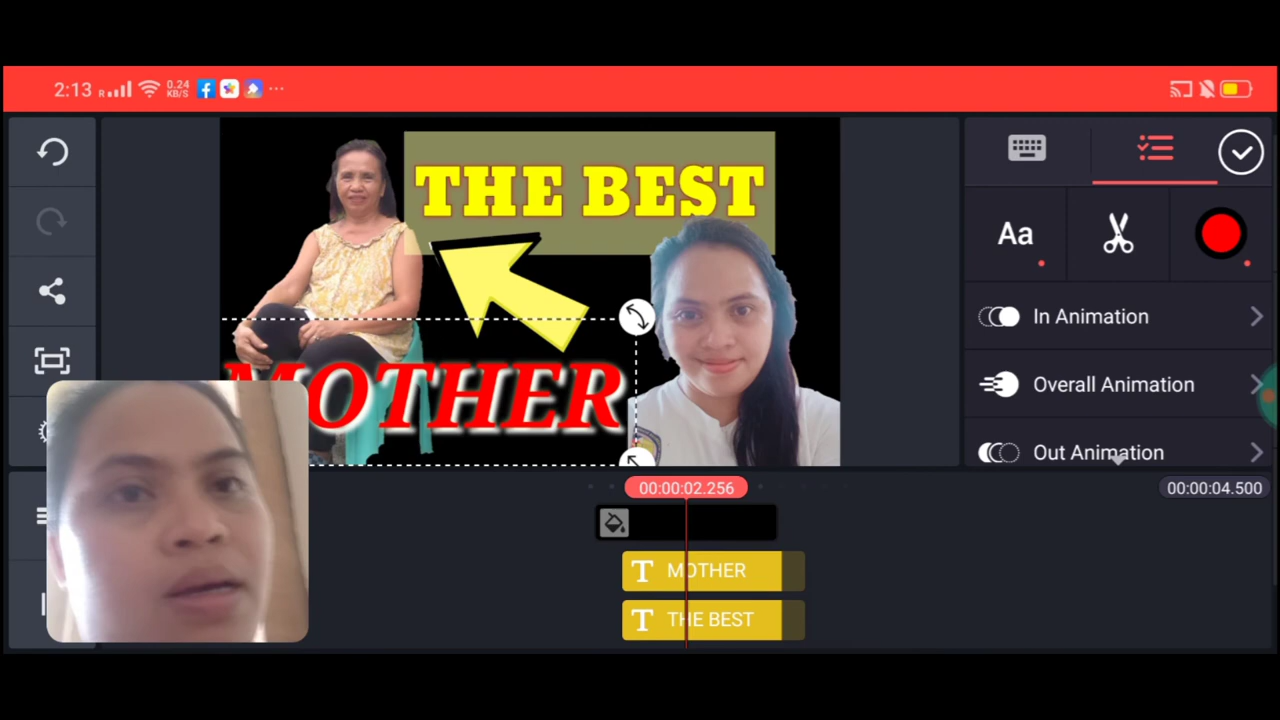 2:13 R 0.24 KB/S
THE BEST
MOTHER
Aa
In Animation
Overall Animation
Out Animation
00:00:02.256
00:00:04.500
T MOTHER
T THE BEST